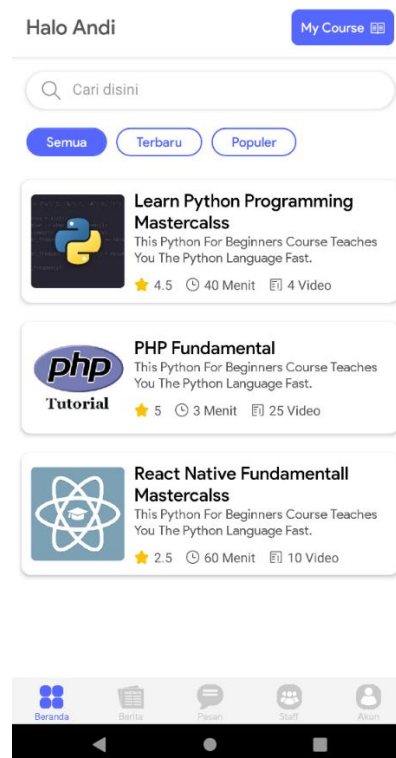 Halo Andi
My Course
Cari disini
Semua
Terbaru
Populer
Learn Python Programming
Mastercalss
This Python For Beginners Course Teaches
You The Python Language Fast.
4.5
40 Menit
4 Video
php
Tutorial
PHP Fundamental
This Python For Beginners Course Teaches
You The Python Language Fast.
5
3 Menit
25 Video
React Native Fundamentall
Mastercalss
This Python For Beginners Course Teaches
You The Python Language Fast.
2.5
60 Menit
10 Video
Beranda
Berita
Pesan
Staff
Akun